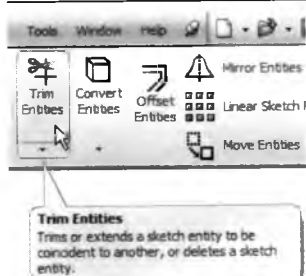 Tools Window Help
Trim Entities
Convert Entities
Offset Entities
Mirror Entities
Linear Sketch
Move Entities
Trim Entities
Trims or extends a sketch entity to be
coincident to another, or deletes a sketch
entity.